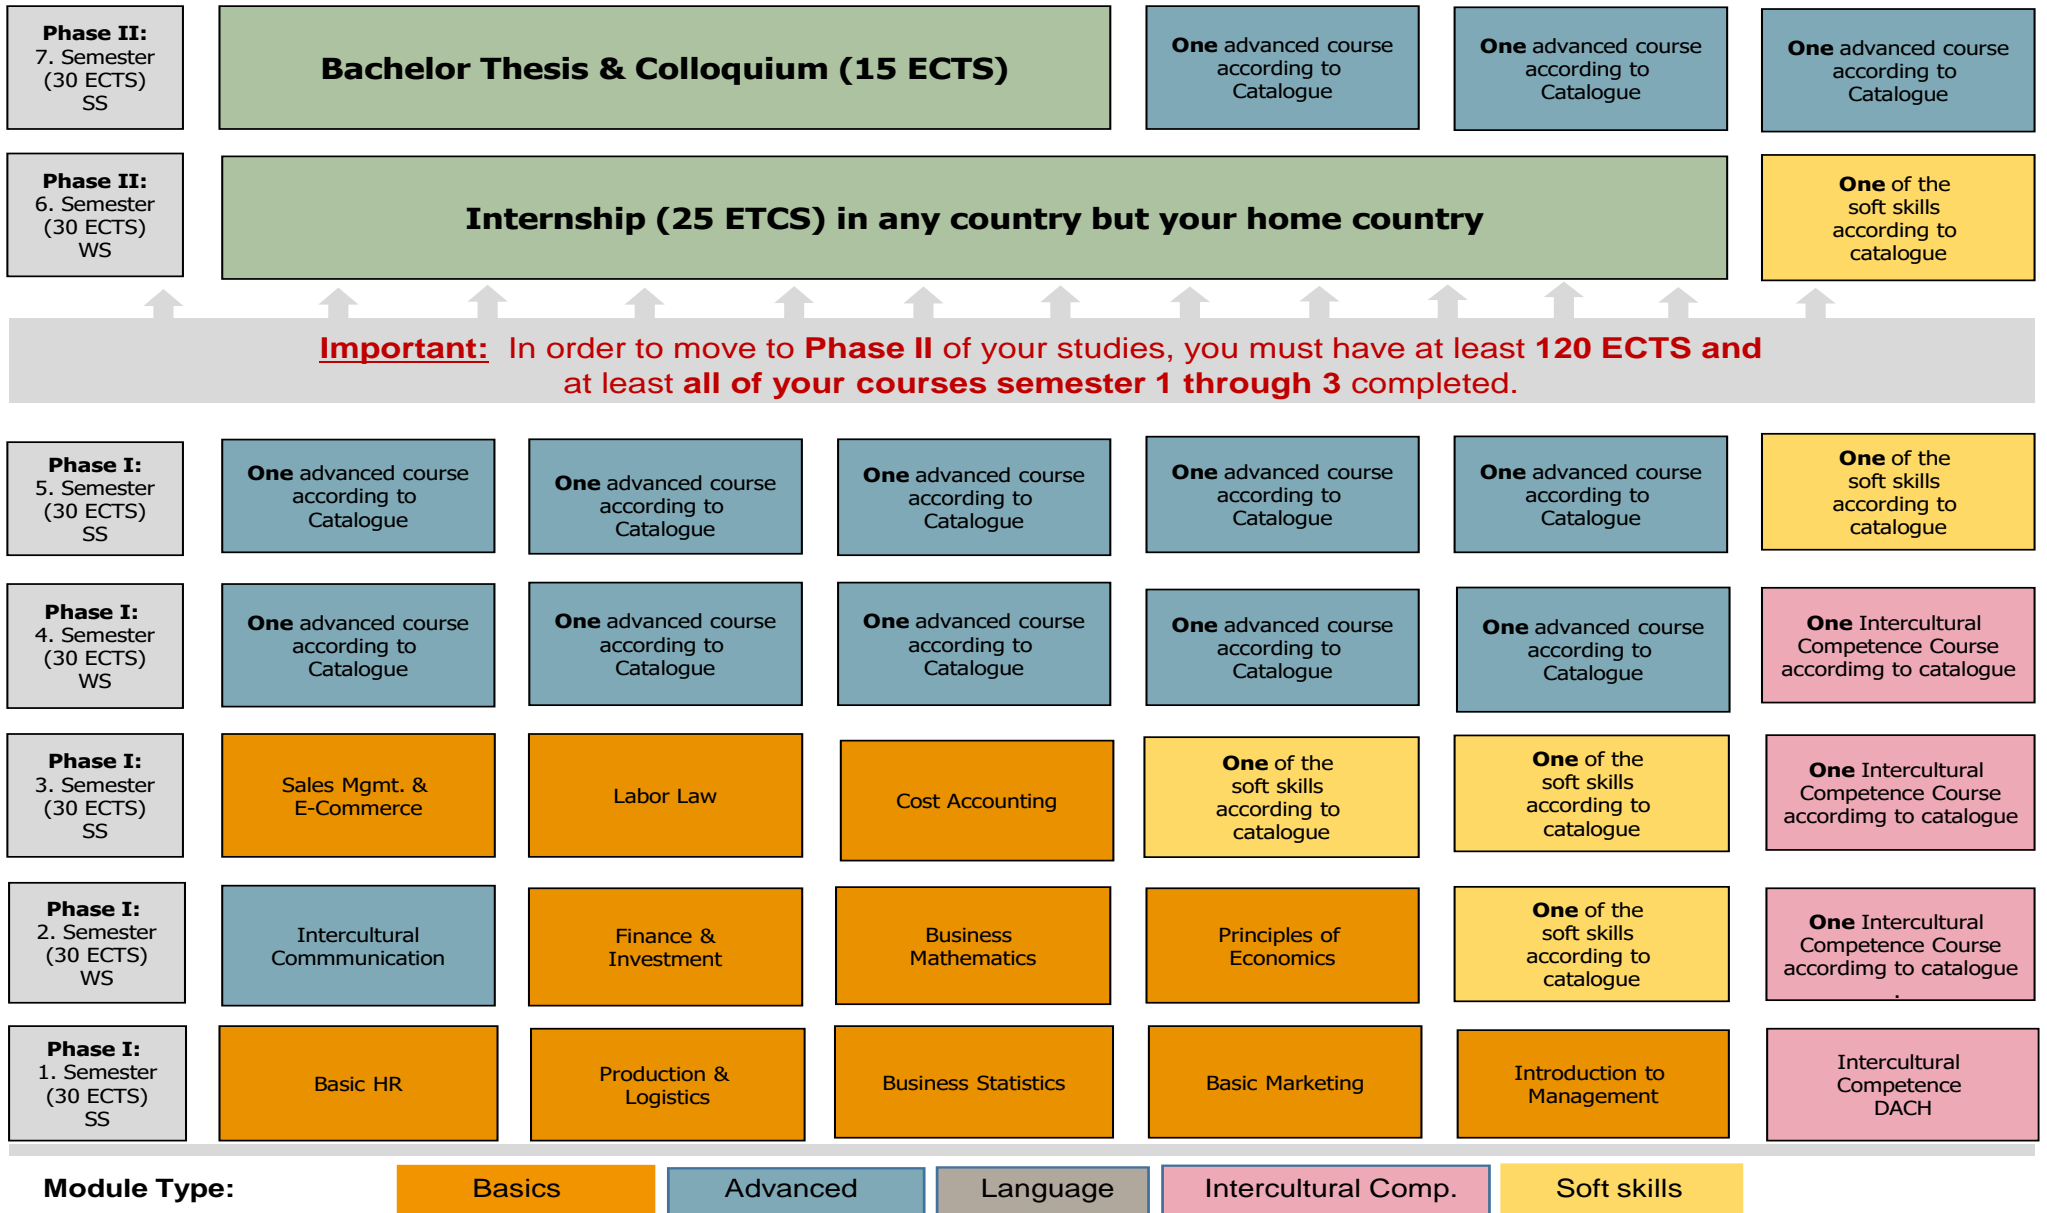 Phase II:
7. Semester
(30 ECTS)
SS
Bachelor Thesis & Colloquium (15 ECTS)
One advanced course
according to
Catalogue
One advanced course
according to
Catalogue
One advanced course
according to
Catalogue
Phase II:
6. Semester
(30 ECTS)
WS
Internship (25 ETCS) in any country but your home country
One of the
soft skills
according to
catalogue
Important: In order to move to Phase II of your studies, you must have at least 120 ECTS and
at least all of your courses semester 1 through 3 completed.
Phase I:
5. Semester
(30 ECTS)
SS
One advanced course
according to
Catalogue
One advanced course
according to
Catalogue
One advanced course
according to
Catalogue
One advanced course
according to
Catalogue
One advanced course
according to
Catalogue
One of the
soft skills
according to
catalogue
Phase I:
4. Semester
(30 ECTS)
WS
One advanced course
according to
Catalogue
One advanced course
according to
Catalogue
One advanced course
according to
Catalogue
One advanced course
according to
Catalogue
One advanced course
according to
Catalogue
One Intercultural
Competence Course
accordimg to catalogue
Phase I:
3. Semester
(30 ECTS)
SS
Sales Mgmt. &
E-Commerce
Labor Law
Cost Accounting
One of the
soft skills
according to
catalogue
One of the
soft skills
according to
catalogue
One Intercultural
Competence Course
accordimg to catalogue
Phase I:
2. Semester
(30 ECTS)
WS
Intercultural
Commmunication
Finance &
Investment
Business
Mathematics
Principles of
Economics
One of the
soft skills
according to
catalogue
One Intercultural
Competence Course
accordimg to catalogue
.
Phase I:
1. Semester
(30 ECTS)
SS
Basic HR
Production &
Logistics
Business Statistics
Basic Marketing
Introduction to
Management
Intercultural
Competence
DACH
Module Type:
Basics
Advanced
Language
Intercultural Comp.
Soft skills